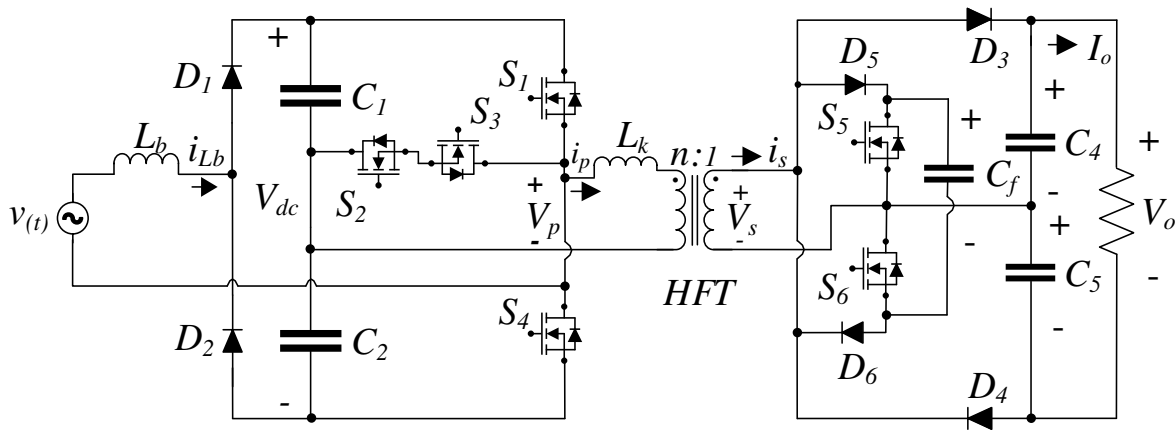 +
D1
C1
S1
S3
Lb
iLb
Vdc
S2
ip
Lk
n:1
is
v(t)
+
Vp
-
+
Vs
-
HFT
D2
C2
S4
-
D3
Io
D5
S5
+
Cf
-
+
C4
-
+
Vo
-
S6
+
C5
-
D6
D4